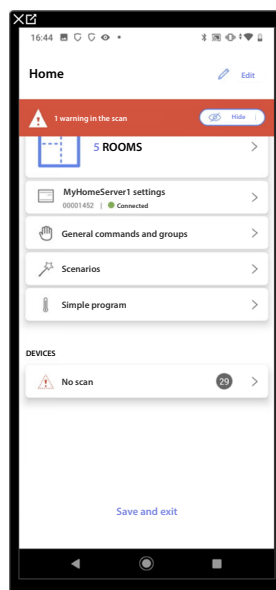 16:44
Home
Edit
1 warning in the scan
Hide
5 ROOMS
MyHomeServer1 settings
00001452 | Connected
General commands and groups
Scenarios
Simple program
DEVICES
No scan
29
Save and exit